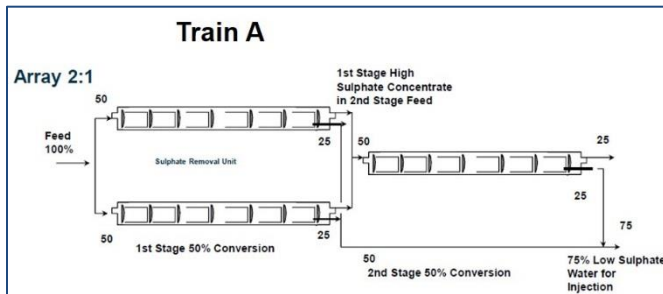 Train A
Array 2:1
1st Stage High
Sulphate Concentrate
in 2nd Stage Feed
50
Feed
100%
25
50
25
Sulphate Removal Unit
25
75
50
25
1st Stage 50% Conversion
50
2nd Stage 50% Conversion
75% Low Sulphate
Water for
Injection